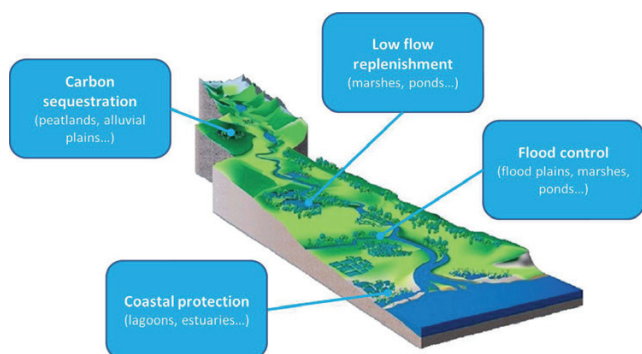 Low flow
replenishment
(marshes, ponds...)
Carbon
sequestration
(peatlands, alluvial
plains...)
Flood control
(flood plains, marshes,
ponds...)
Coastal protection
(lagoons, estuaries...)